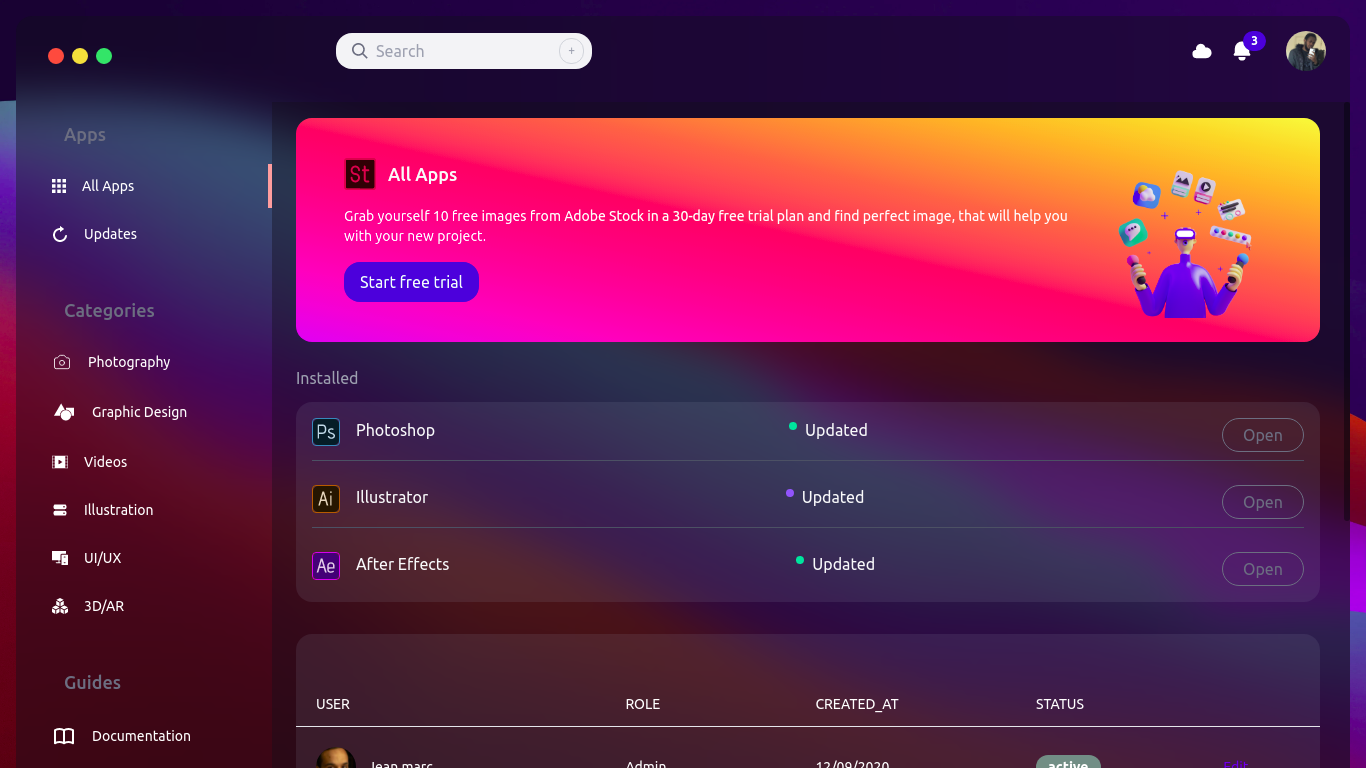 Search
+
3
Apps
All Apps
Updates
Categories
Photography
Graphic Design
Videos
Illustration
UI/UX
3D/AR
Guides
Documentation
St All Apps
Grab yourself 10 free images from Adobe Stock in a 30-day free trial plan and find perfect image, that will help you
with your new project.
Start free trial
Installed
Ps Photoshop Updated Open
Ai Illustrator Updated Open
Ae After Effects Updated Open
USER ROLE CREATED_AT STATUS
Jean marc Admin 12/09/2020 active Edit